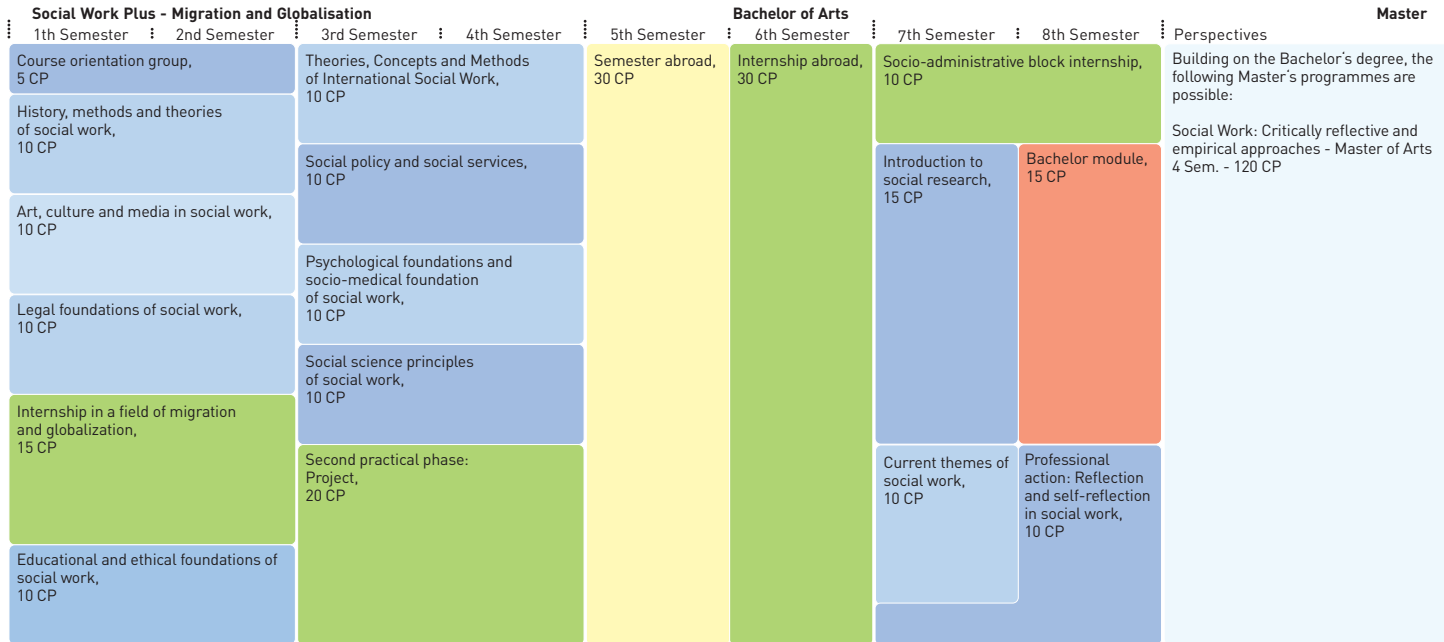 Social Work Plus - Migration and Globalisation
Bachelor of Arts
Master
1th Semester
2nd Semester
3rd Semester
4th Semester
5th Semester
6th Semester
7th Semester
8th Semester
Perspectives
Course orientation group,
5 CP
History, methods and theories
of social work,
10 CP
Art, culture and media in social work,
10 CP
Legal foundations of social work,
10 CP
Internship in a field of migration
and globalization,
15 CP
Educational and ethical foundations of
social work,
10 CP
Theories, Concepts and Methods
of International Social Work,
10 CP
Social policy and social services,
10 CP
Psychological foundations and
socio-medical foundation
of social work,
10 CP
Social science principles
of social work,
10 CP
Second practical phase:
Project,
20 CP
Semester abroad,
30 CP
Internship abroad,
30 CP
Socio-administrative block internship,
10 CP
Introduction to
social research,
15 CP
Bachelor module,
15 CP
Current themes of
social work,
10 CP
Professional
action: Reflection
and self-reflection
in social work,
10 CP
Building on the Bachelor's degree, the
following Master's programmes are
possible:
Social Work: Critically reflective and
empirical approaches - Master of Arts
4 Sem. - 120 CP